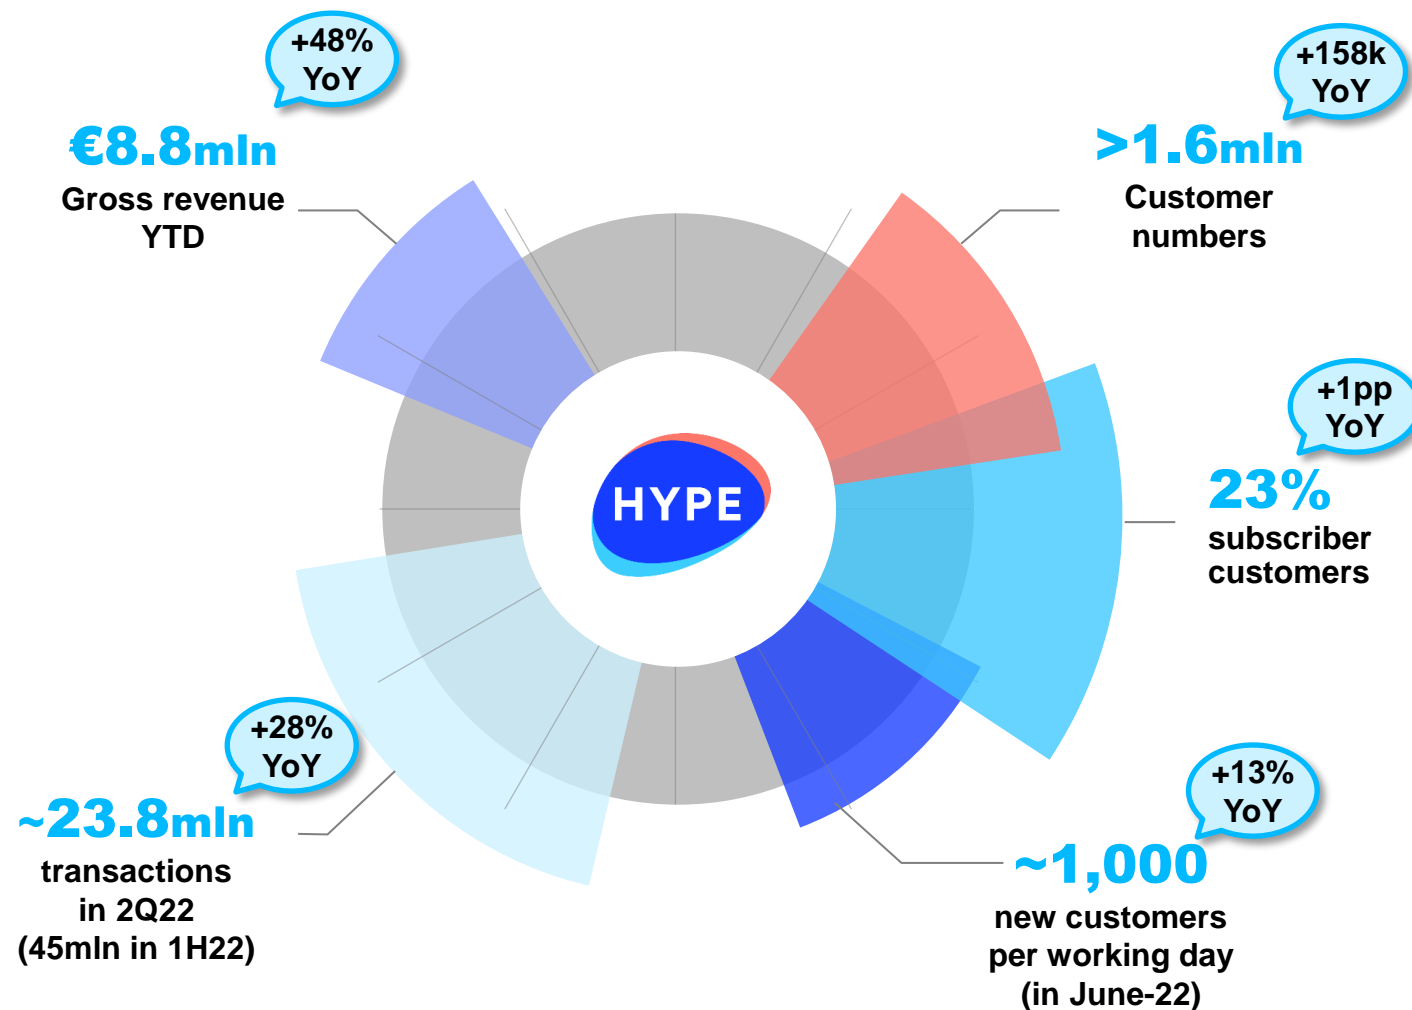 +48%
YoY
€8.8mln
Gross revenue
YTD
+158k
YoY
>1.6mln
Customer
numbers
+1pp
YoY
23%
subscriber
customers
HYPE
+28%
YoY
~23.8mln
transactions
in 2Q22
(45mln in 1H22)
+13%
YoY
~1,000
new customers
per working day
(in June-22)